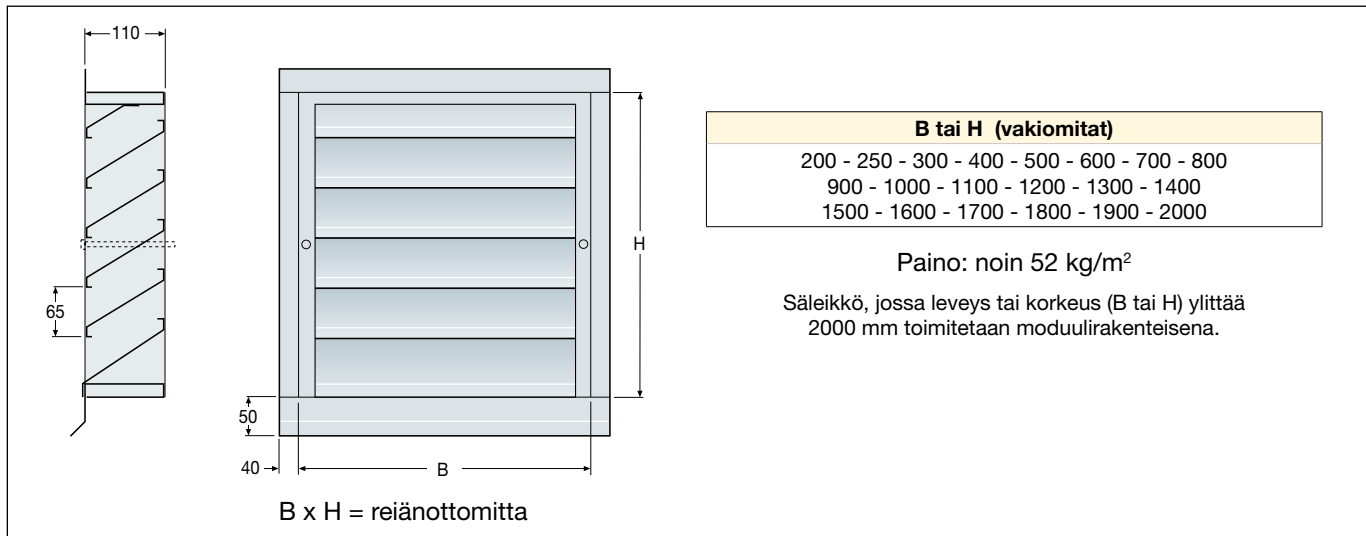 110
65
H
50
40
B
B x H = reiänottomitta
B tai H (vakiomitat)
200 - 250 - 300 - 400 - 500 - 600 - 700 - 800
900 - 1000 - 1100 - 1200 - 1300 - 1400
1500 - 1600 - 1700 - 1800 - 1900 - 2000
Paino: noin 52 kg/m²
Säleikkö, jossa leveys tai korkeus (B tai H) ylittää
2000 mm toimitetaan moduulirakenteisena.